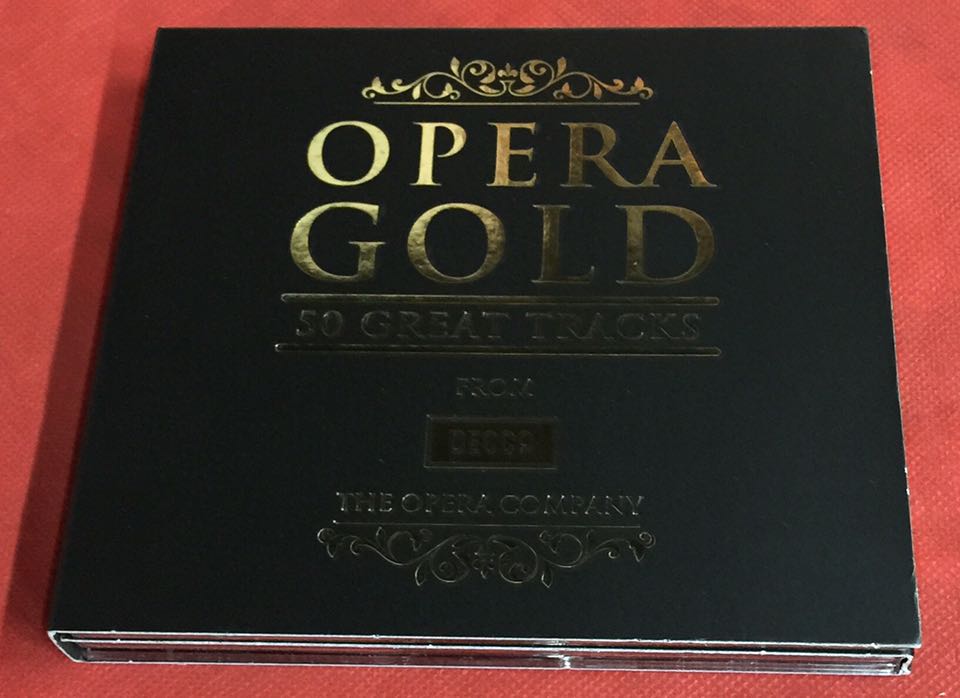 OPERA
GOLD
50 GREAT TRACKS
FROM
DECCA
THE OPERA COMPANY